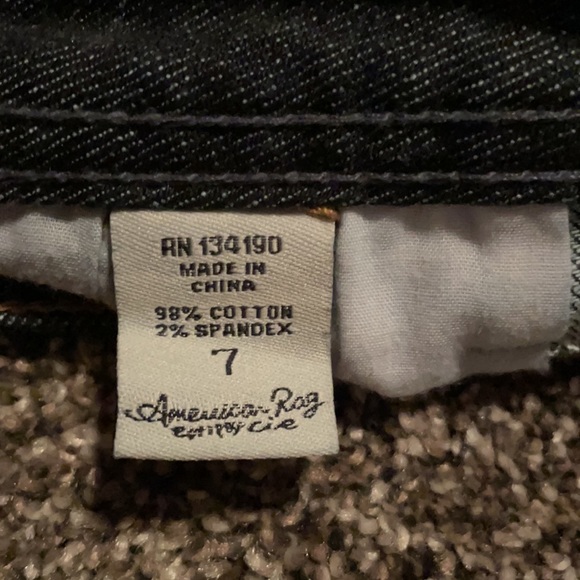 RN 134190
MADE IN
CHINA
98% COTTON
2% SPANDEX
7
American Rag
cie